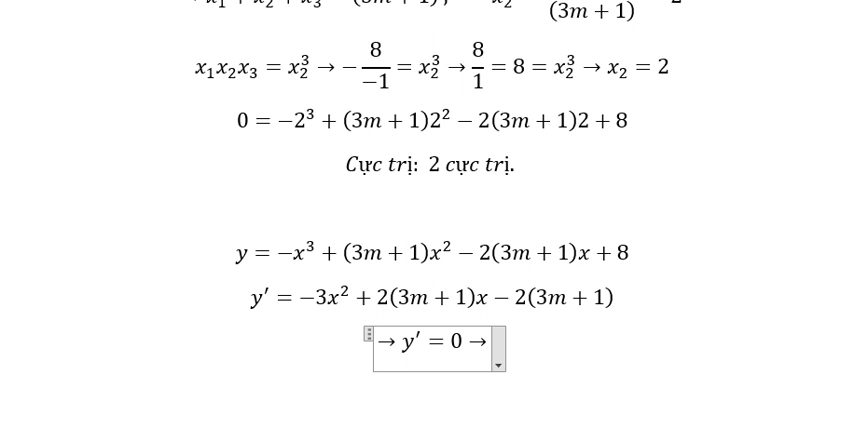 (3m + 1)
x₁x₂x₃ = x₂³ → −8/−1 = x₂³ → 8/1 = 8 = x₂³ → x₂ = 2
0 = −2³ + (3m + 1)2² − 2(3m + 1)2 + 8
Cực trị: 2 cực trị.
y = −x³ + (3m + 1)x² − 2(3m + 1)x + 8
y′ = −3x² + 2(3m + 1)x − 2(3m + 1)
→ y′ = 0 →